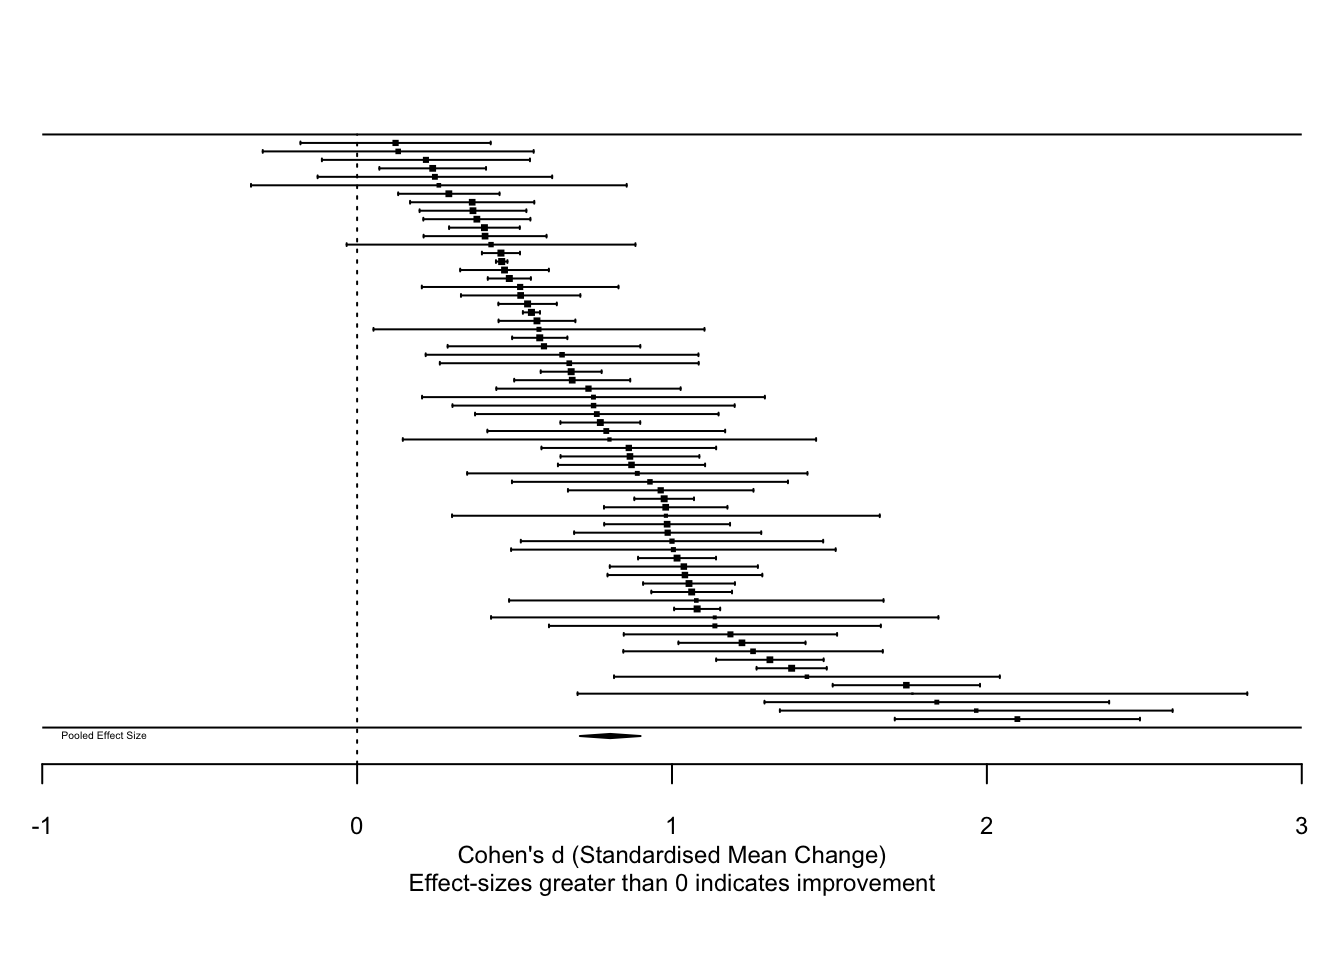 Pooled Effect Size
-1 0 1 2 3
Cohen's d (Standardised Mean Change)
Effect-sizes greater than 0 indicates improvement